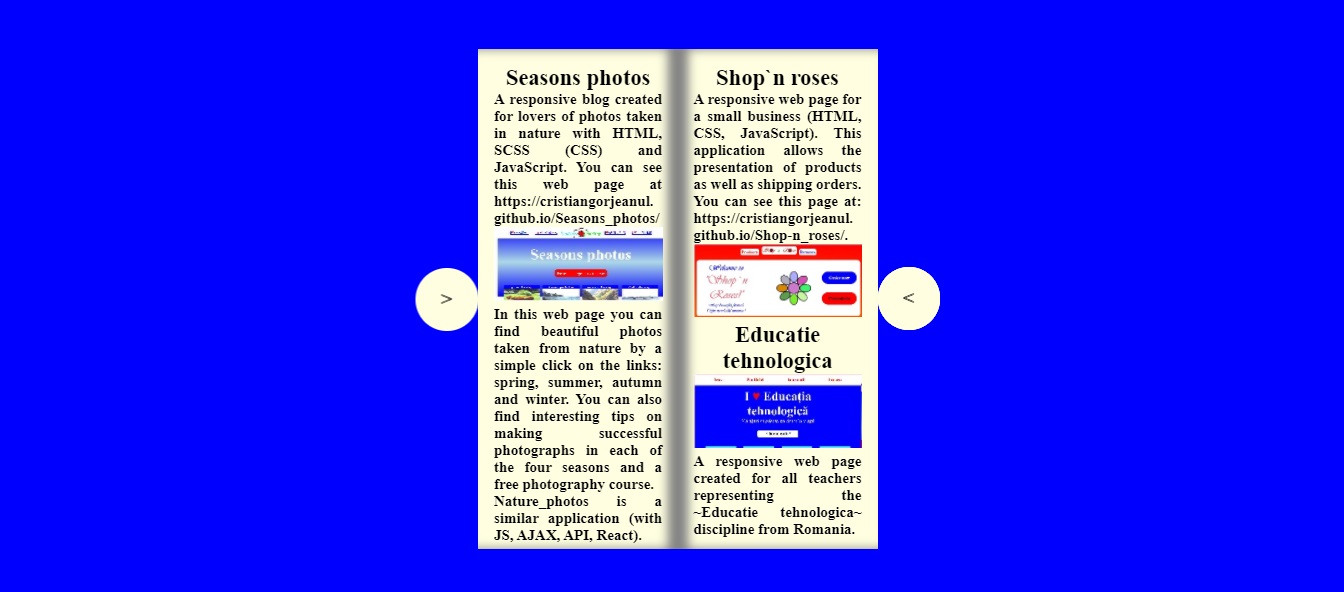 Seasons photos
A responsive blog created
for lovers of photos taken
in nature with HTML,
SCSS (CSS) and
JavaScript. You can see
this web page at
https://cristiangorjeanul.
github.io/Seasons_photos/
Seasons photos
In this web page you can
find beautiful photos
taken from nature by a
simple click on the links:
spring, summer, autumn
and winter. You can also
find interesting tips on
making successful
photographs in each of
the four seasons and a
free photography course.
Nature_photos is a
similar application (with
JS, AJAX, API, React).
>
Shop`n roses
A responsive web page for
a small business (HTML,
CSS, JavaScript). This
application allows the
presentation of products
as well as shipping orders.
You can see this page at:
https://cristiangorjeanul.
github.io/Shop-n_roses/.
Welcome to
"Shop`n
Roses!"
Educatie
tehnologica
I ♥ Educația
tehnologică
A responsive web page
created for all teachers
representing the
~Educatie tehnologica~
discipline from Romania.
<